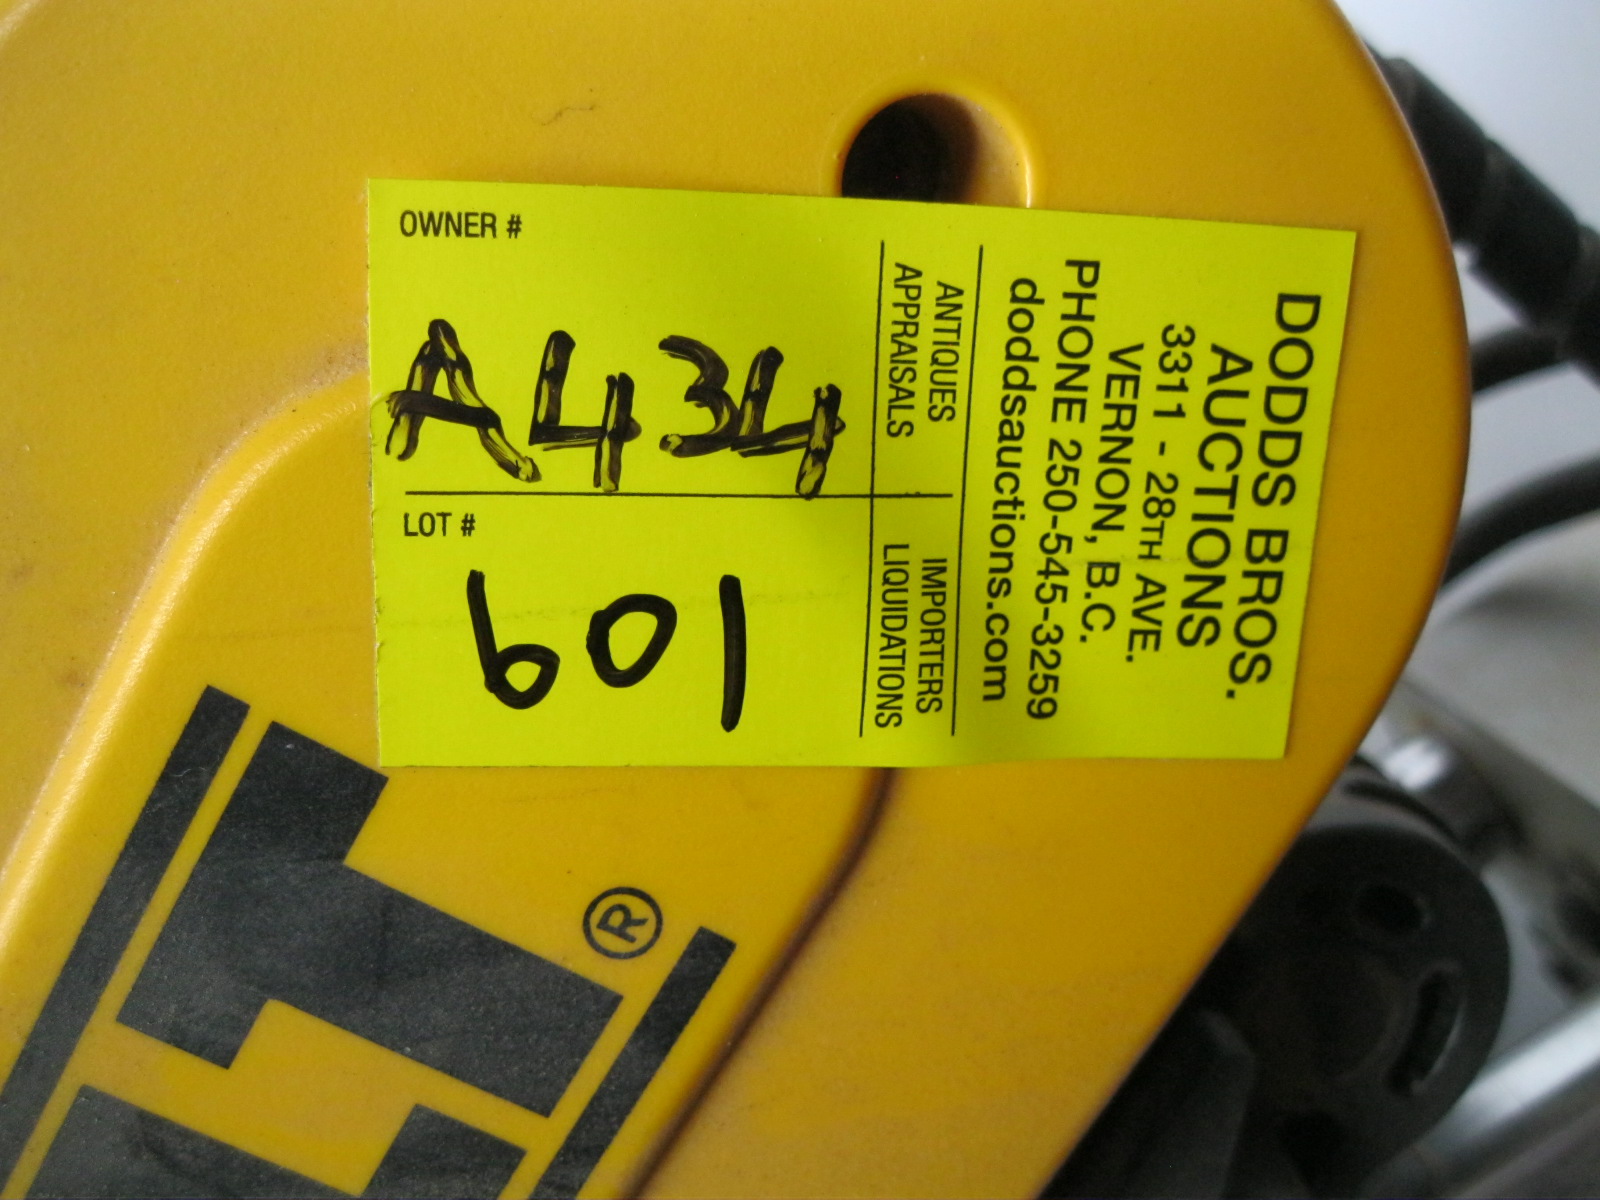 OWNER #
A434
LOT #
601
DODDS BROS.
AUCTIONS
3311 - 28TH AVE.
VERNON, B.C.
PHONE 250-545-3259
doddsauctions.com
ANTIQUES
APPRAISALS
IMPORTERS
LIQUIDATIONS
®